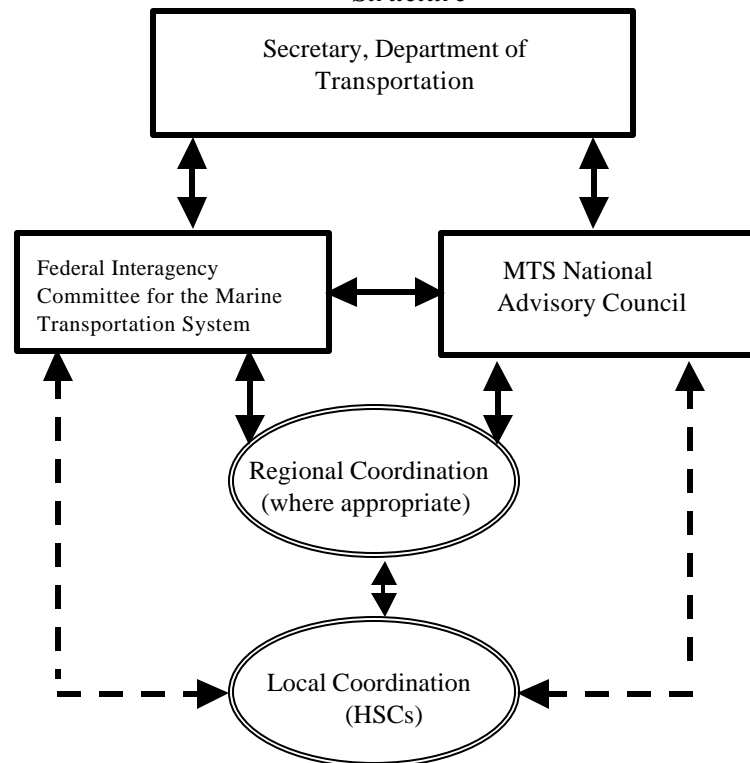 Structure
Secretary, Department of
Transportation
Federal Interagency
Committee for the Marine
Transportation System
MTS National
Advisory Council
Regional Coordination
(where appropriate)
Local Coordination
(HSCs)